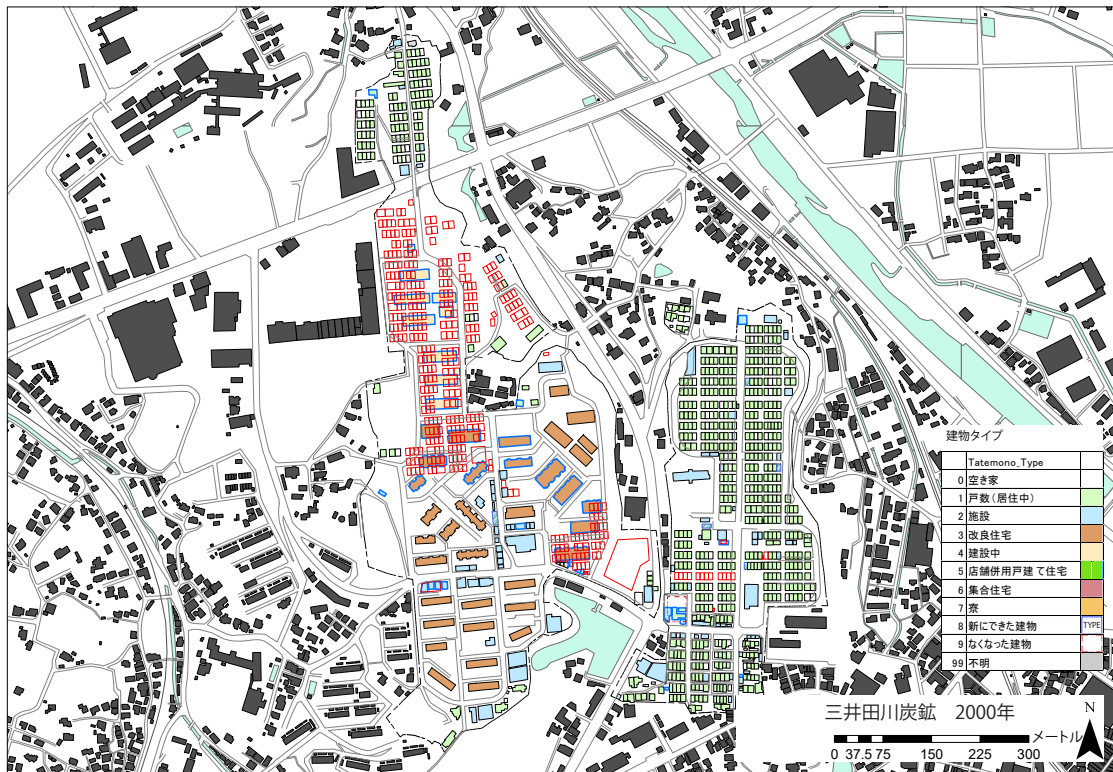 建物タイプ
Tatemono_Type
0 空き家
1 戸数(居住中)
2 施設
3 改良住宅
4 建設中
5 店舗併用戸建て住宅
6 集合住宅
7 寮
8 新にできた建物 TYPE
9 なくなった建物
99 不明
三井田川炭鉱 2000年
N
メートル
0 37.5 75 150 225 300